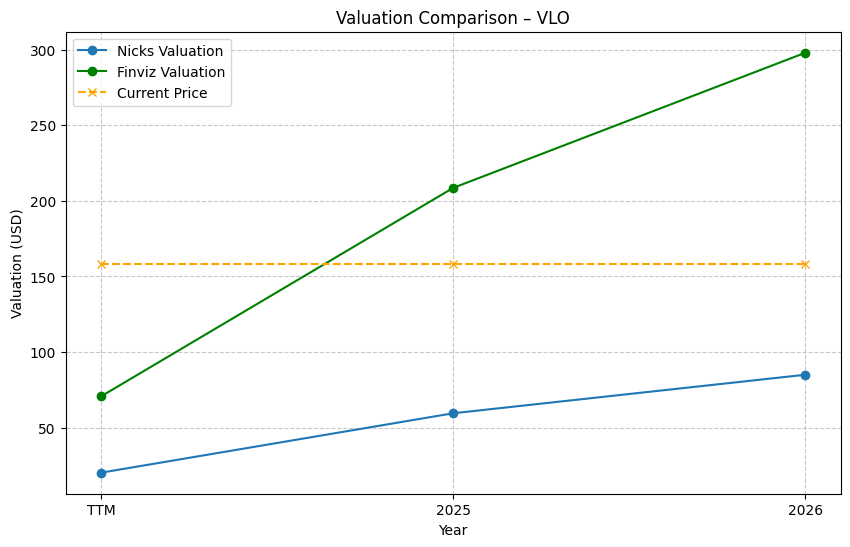 Valuation Comparison – VLO
Nicks Valuation
Finviz Valuation
Current Price
Valuation (USD)
300
250
200
150
100
50
TTM
2025
2026
Year